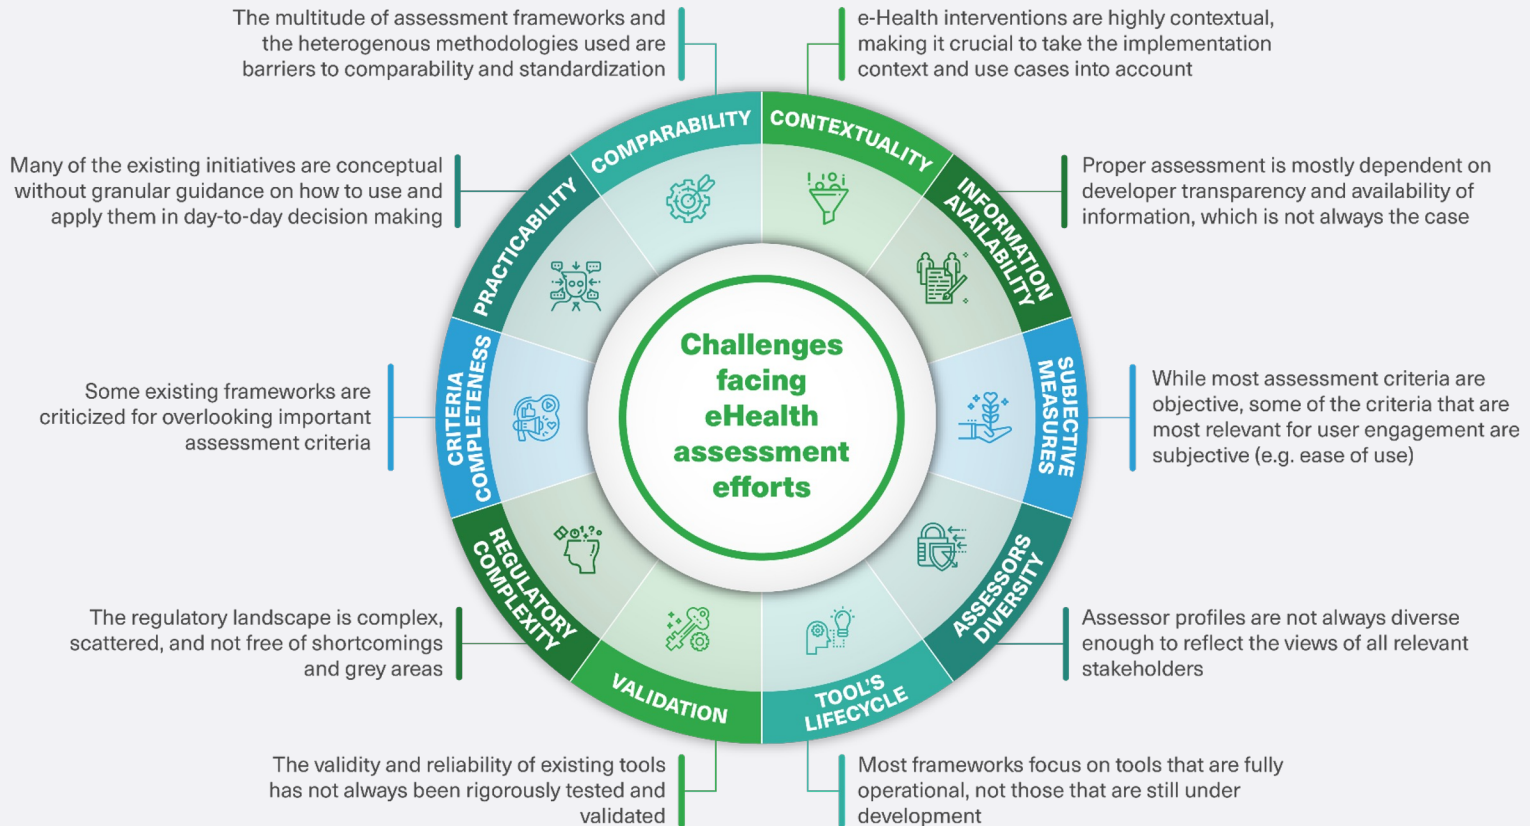 The multitude of assessment frameworks and
the heterogenous methodologies used are
barriers to comparability and standardization
e-Health interventions are highly contextual,
making it crucial to take the implementation
context and use cases into account
COMPARABILITY
CONTEXTUALITY
Many of the existing initiatives are conceptual
without granular guidance on how to use and
apply them in day-to-day decision making
PRACTICABILITY
INFORMATION
AVAILABILITY
Proper assessment is mostly dependent on
developer transparency and availability of
information, which is not always the case
Some existing frameworks are
criticized for overlooking important
assessment criteria
CRITERIA
COMPLETENESS
Challenges
facing
eHealth
assessment
efforts
SUBJECTIVE
MEASURES
While most assessment criteria are
objective, some of the criteria that are
most relevant for user engagement are
subjective (e.g. ease of use)
The regulatory landscape is complex,
scattered, and not free of shortcomings
and grey areas
REGULATORY
COMPLEXITY
ASSESSORS
DIVERSITY
Assessor profiles are not always diverse
enough to reflect the views of all relevant
stakeholders
VALIDATION
TOOL'S
LIFECYCLE
The validity and reliability of existing tools
has not always been rigorously tested and
validated
Most frameworks focus on tools that are fully
operational, not those that are still under
development